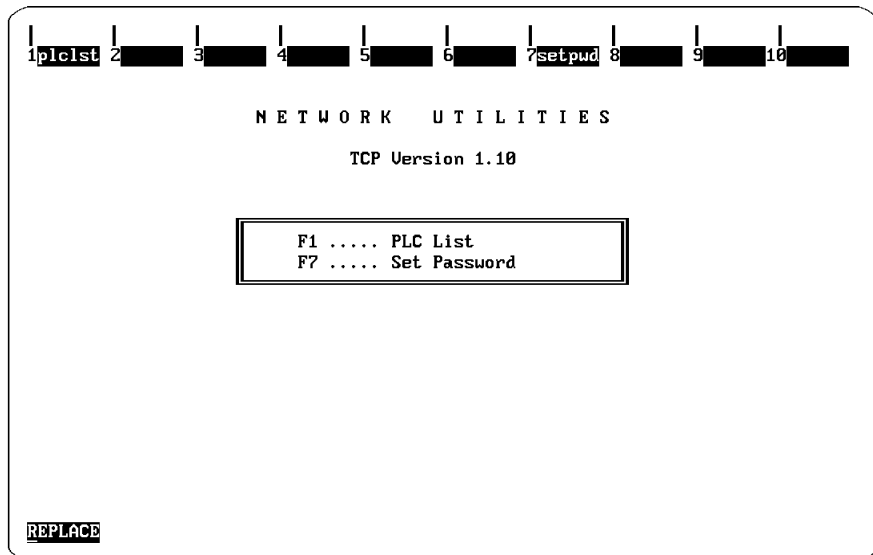 1plclst 2 3 4 5 6 7setpwd 8 9 10
N E T W O R K U T I L I T I E S
TCP Version 1.10
F1 ..... PLC List
F7 ..... Set Password
REPLACE